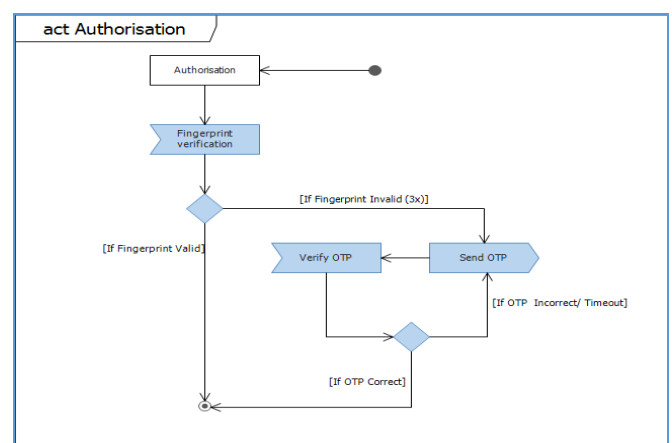 act Authorisation
Authorisation
Fingerprint
verification
[If Fingerprint Invalid (3x)]
[If Fingerprint Valid]
Verify OTP
Send OTP
[If OTP  Incorrect/ Timeout]
[If OTP Correct]